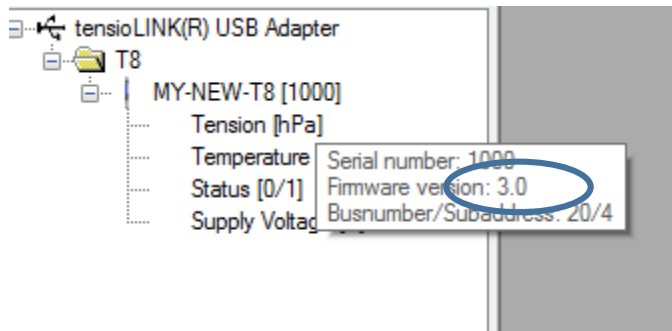 tensioLINK(R) USB Adapter
T8
MY-NEW-T8 [1000]
Tension [hPa]
Temperature
Status [0/1]
Supply
Serial number: 1000
Firmware version: 3.0
Busnumber/Subaddress: 20/4